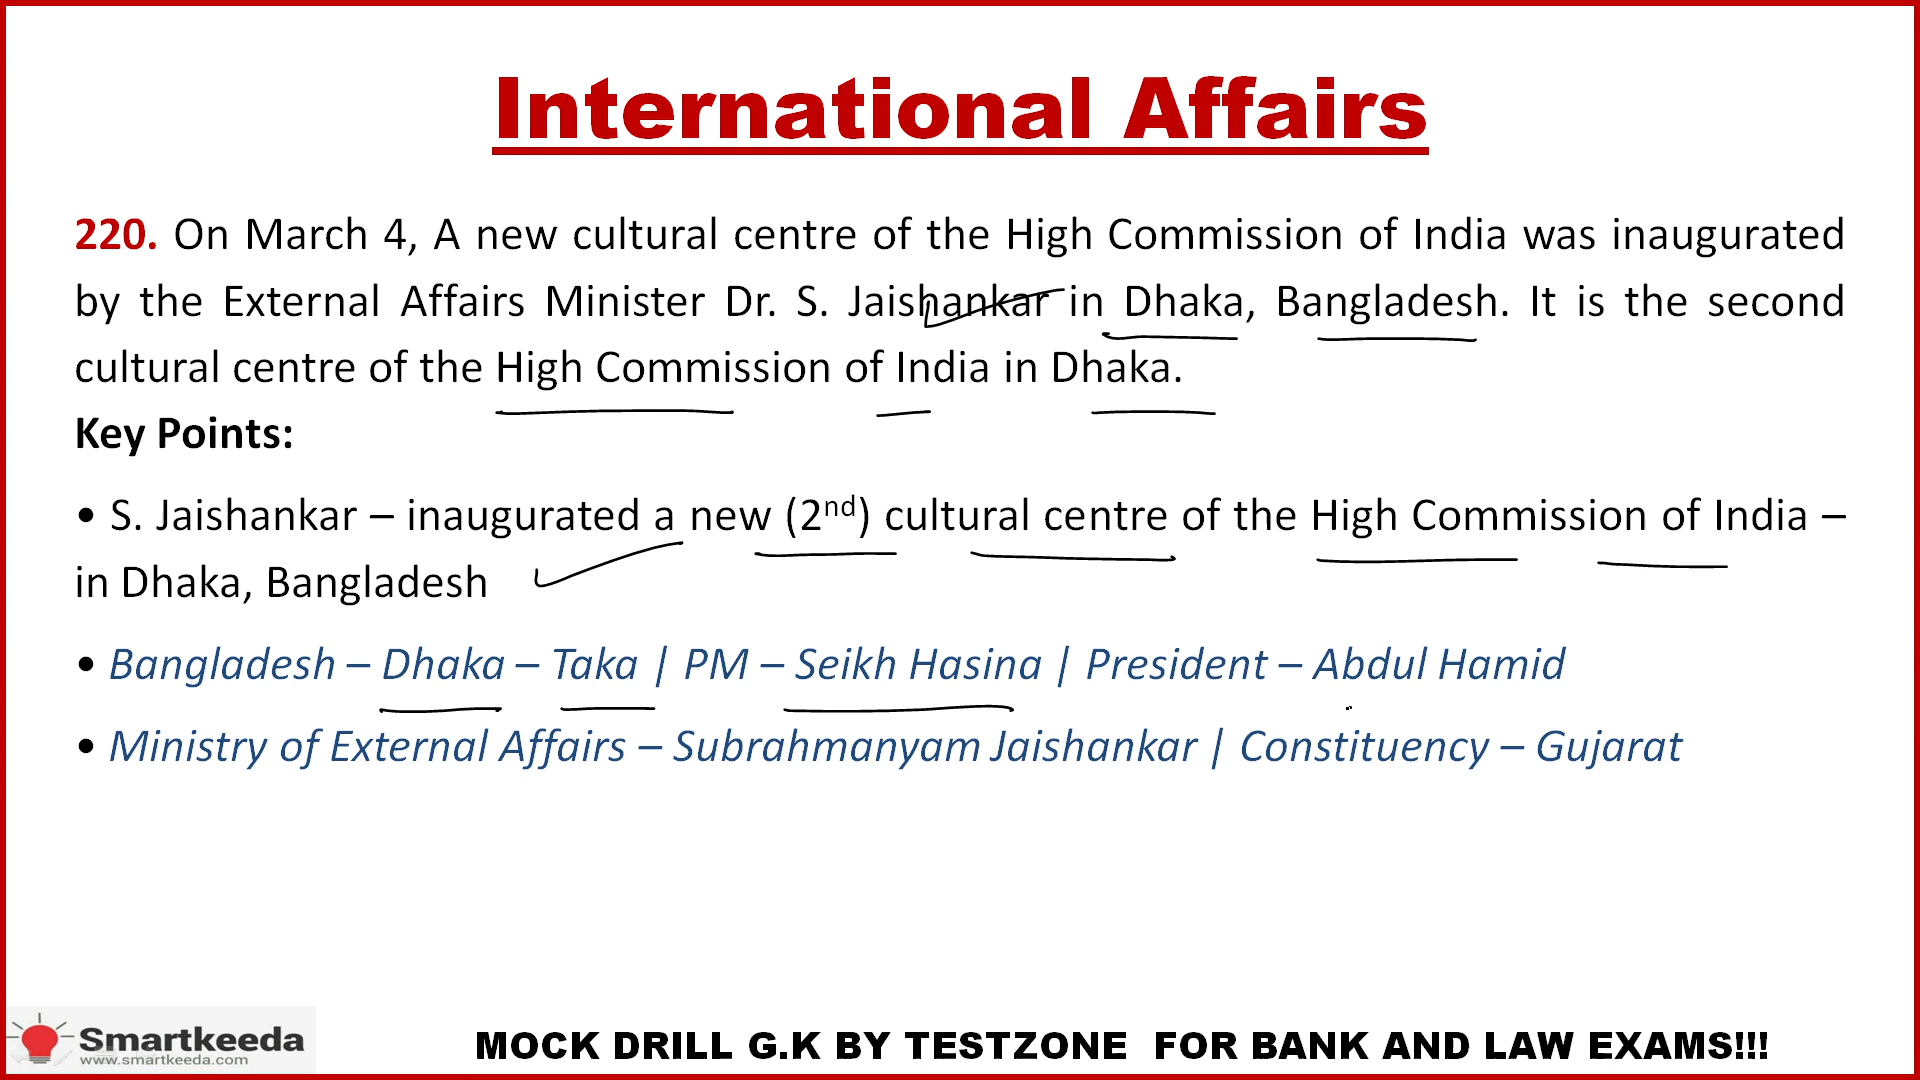 International Affairs
220. On March 4, A new cultural centre of the High Commission of India was inaugurated
by the External Affairs Minister Dr. S. Jaishankar in Dhaka, Bangladesh. It is the second
cultural centre of the High Commission of India in Dhaka.
Key Points:
• S. Jaishankar – inaugurated a new (2nd) cultural centre of the High Commission of India –
in Dhaka, Bangladesh
• Bangladesh – Dhaka – Taka | PM – Seikh Hasina | President – Abdul Hamid
• Ministry of External Affairs – Subrahmanyam Jaishankar | Constituency – Gujarat
Smartkeeda
www.smartkeeda.com
MOCK DRILL G.K BY TESTZONE FOR BANK AND LAW EXAMS!!!